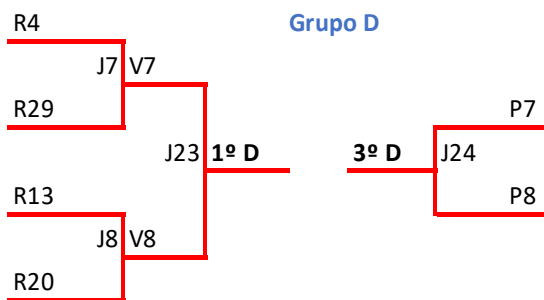 R4
Grupo D
J7 V7
R29
P7
J23 1º D
3º D J24
R13
P8
J8 V8
R20